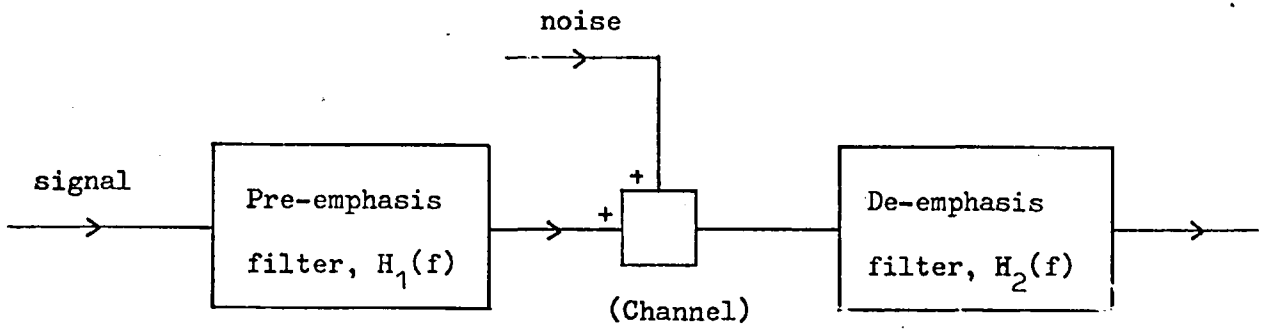 noise
signal
Pre-emphasis
filter, H₁(f)
+
+
(Channel)
De-emphasis
filter, H₂(f)